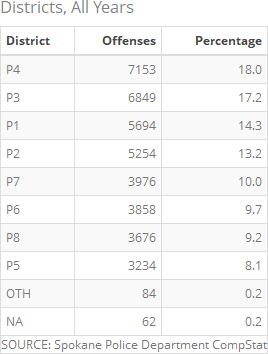 Districts, All Years
District Offenses Percentage
P4 7153 18.0
P3 6849 17.2
P1 5694 14.3
P2 5254 13.2
P7 3976 10.0
P6 3858 9.7
P8 3676 9.2
P5 3234 8.1
OTH 84 0.2
NA 62 0.2
SOURCE: Spokane Police Department CompStat